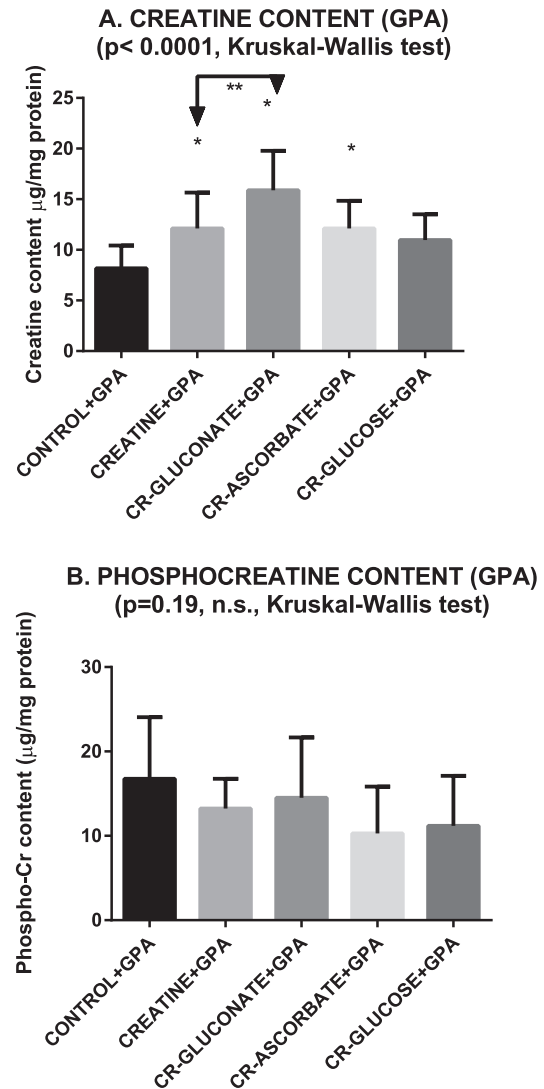 A. CREATINE CONTENT (GPA)
(p< 0.0001, Kruskal-Wallis test)
Creatine content μg/mg protein)
25
20
15
10
5
0
**
*
*
*
CONTROL+GPA
CREATINE+GPA
CR-GLUCONATE+GPA
CR-ASCORBATE+GPA
CR-GLUCOSE+GPA
B. PHOSPHOCREATINE CONTENT (GPA)
(p=0.19, n.s., Kruskal-Wallis test)
Phospho-Cr content (μg/mg protein)
30
20
10
0
CONTROL+GPA
CREATINE+GPA
CR-GLUCONATE+GPA
CR-ASCORBATE+GPA
CR-GLUCOSE+GPA